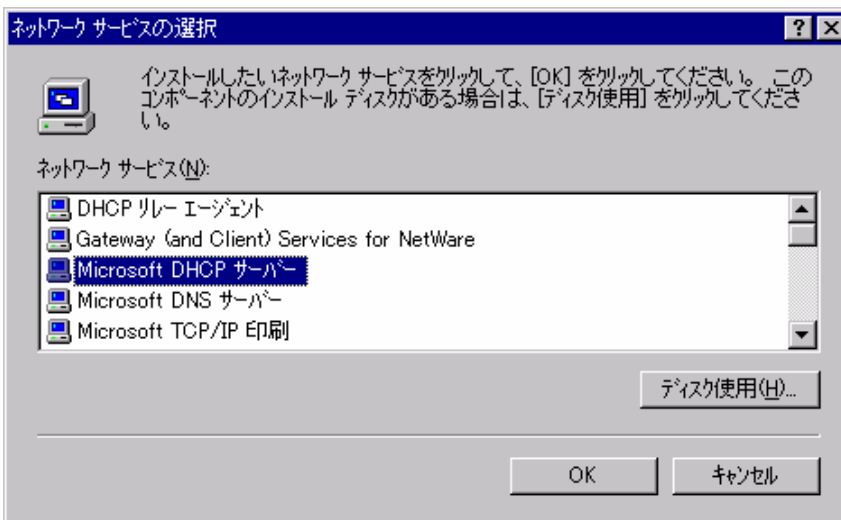 ネットワーク サービスの選択
インストールしたいネットワーク サービスをクリックして、[OK] をクリックしてください。 この
コンポーネントのインストール ディスクがある場合は、[ディスク使用] をクリックしてくださ
い。
ネットワーク サービス(N):
DHCP リレー エージェント
Gateway (and Client) Services for NetWare
Microsoft DHCP サーバー
Microsoft DNS サーバー
Microsoft TCP/IP 印刷
ディスク使用(H)...
OK
キャンセル